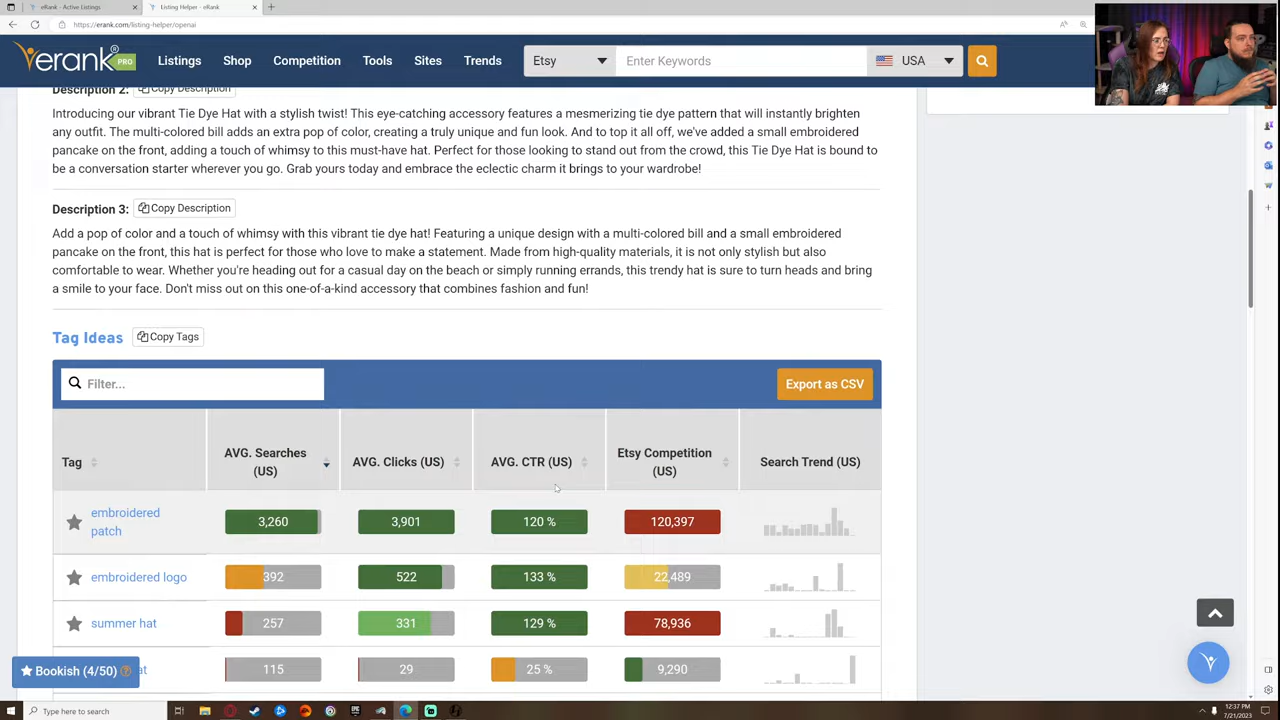 eRank - Active Listings
Listing Helper - eRank
https://erank.com/listing-helper/openai
erank® PRO Listings Shop Competition Tools Sites Trends Etsy Enter Keywords USA
Description 2: Copy Description
Introducing our vibrant Tie Dye Hat with a stylish twist! This eye-catching accessory features a mesmerizing tie dye pattern that will instantly brighten
any outfit. The multi-colored bill adds an extra pop of color, creating a truly unique and fun look. And to top it all off, we've added a small embroidered
pancake on the front, adding a touch of whimsy to this must-have hat. Perfect for those looking to stand out from the crowd, this Tie Dye Hat is bound to
be a conversation starter wherever you go. Grab yours today and embrace the eclectic charm it brings to your wardrobe!
Description 3: Copy Description
Add a pop of color and a touch of whimsy with this vibrant tie dye hat! Featuring a unique design with a multi-colored bill and a small embroidered
pancake on the front, this hat is perfect for those who love to make a statement. Made from high-quality materials, it is not only stylish but also
comfortable to wear. Whether you're heading out for a casual day on the beach or simply running errands, this trendy hat is sure to turn heads and bring
a smile to your face. Don't miss out on this one-of-a-kind accessory that combines fashion and fun!
Tag Ideas Copy Tags
Filter... Export as CSV
Tag
AVG. Searches
(US)
AVG. Clicks (US)
AVG. CTR (US)
Etsy Competition
(US)
Search Trend (US)
embroidered
patch
3,260 3,901 120 % 120,397
embroidered logo 392 522 133 % 22,489
summer hat 257 331 129 % 78,936
115 29 25 % 9,290
Bookish (4/50)
Type here to search
12:37 PM
7/21/2023